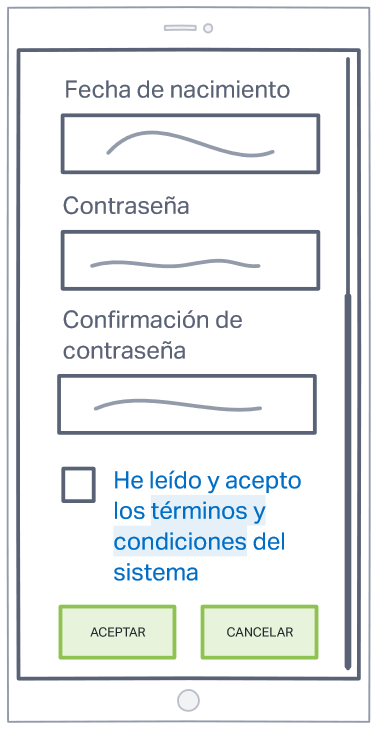 Fecha de nacimiento
Contraseña
Confirmación de
contraseña
He leído y acepto
los términos y
condiciones del
sistema
ACEPTAR
CANCELAR